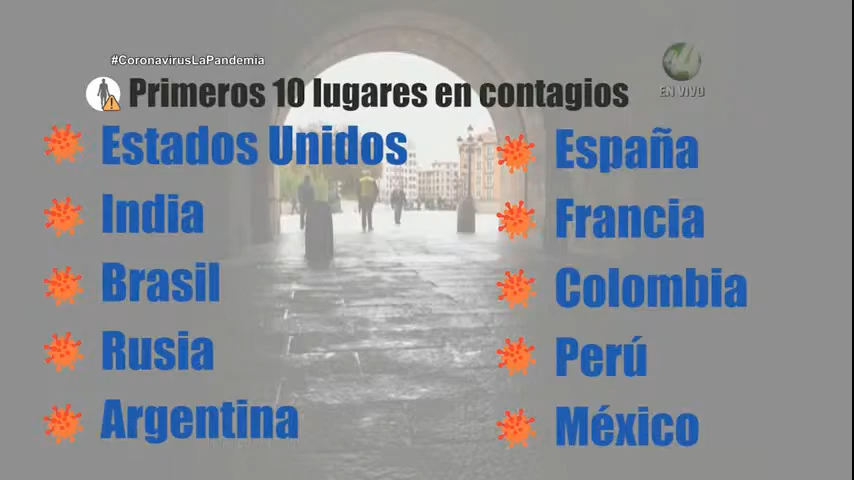 #CoronavirusLaPandemia
Primeros 10 lugares en contagios
EN VIVO
Estados Unidos
India
Brasil
Rusia
Argentina
España
Francia
Colombia
Perú
México